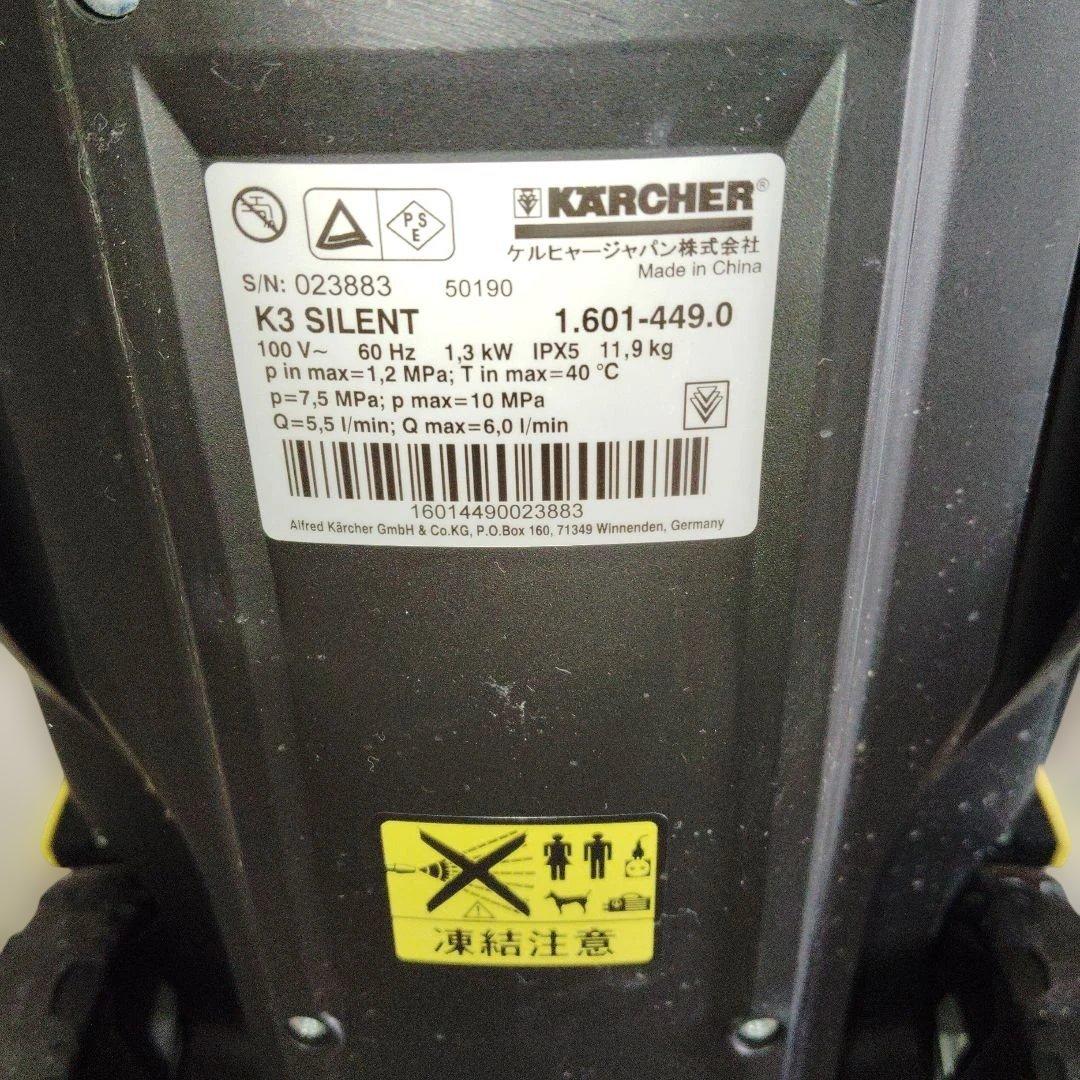 KÄRCHER®
ケルヒャージャパン株式会社
Made in China
PSE
S/N: 023883 50190
K3 SILENT 1.601-449.0
100 V~ 60 Hz 1,3 kW IPX5 11,9 kg
p in max=1,2 MPa; T in max=40 °C
p=7,5 MPa; p max=10 MPa
Q=5,5 l/min; Q max=6,0 l/min
16014490023883
Alfred Kärcher GmbH & Co.KG, P.O.Box 160, 71349 Winnenden, Germany
凍結注意